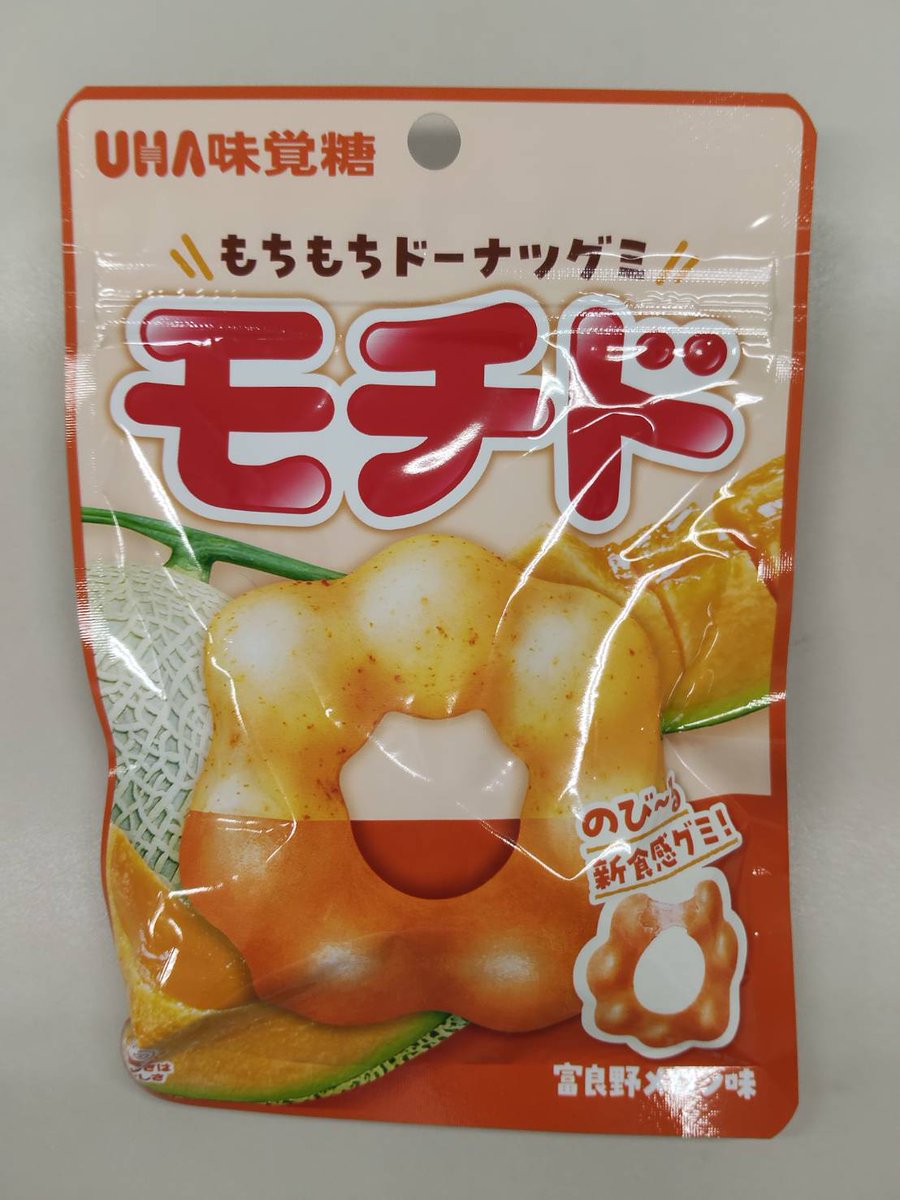 UHA味覚糖
もちもちドーナツグミ
モチド
のび〜る
新食感グミ!
富良野メロン味